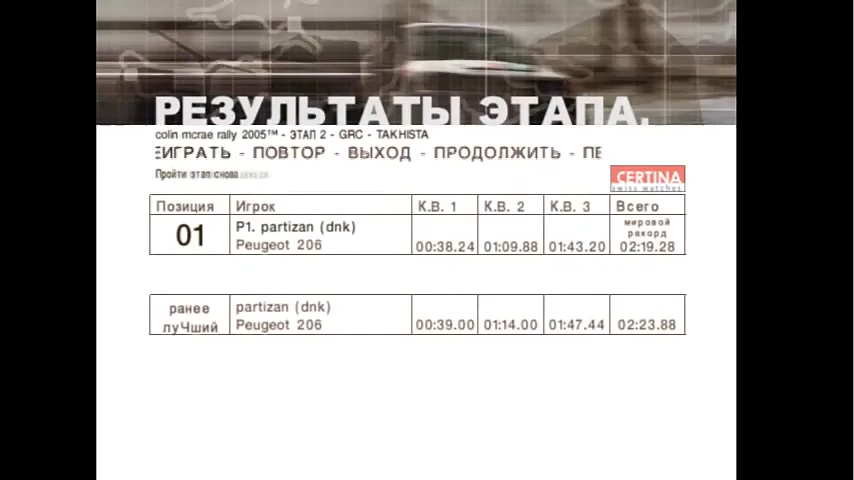 РЕЗУЛЬТАТЫ ЭТАПА.
colin mcrae rally 2005™ - ЭТАП 2 - GRC - TAKHISTA
ЕИГРАТЬ - ПОВТОР - ВЫХОД - ПРОДОЛЖИТЬ - ПЕ
Пройти этап снова
CERTINA
swiss watches
Позиция Игрок К.В. 1 К.В. 2 К.В. 3 Всего
01 P1. partizan (dnk) мировой
рекорд
Peugeot 206 00:38.24 01:09.88 01:43.20 02:19.28
ранее partizan (dnk)
луЧший Peugeot 206 00:39.00 01:14.00 01:47.44 02:23.88